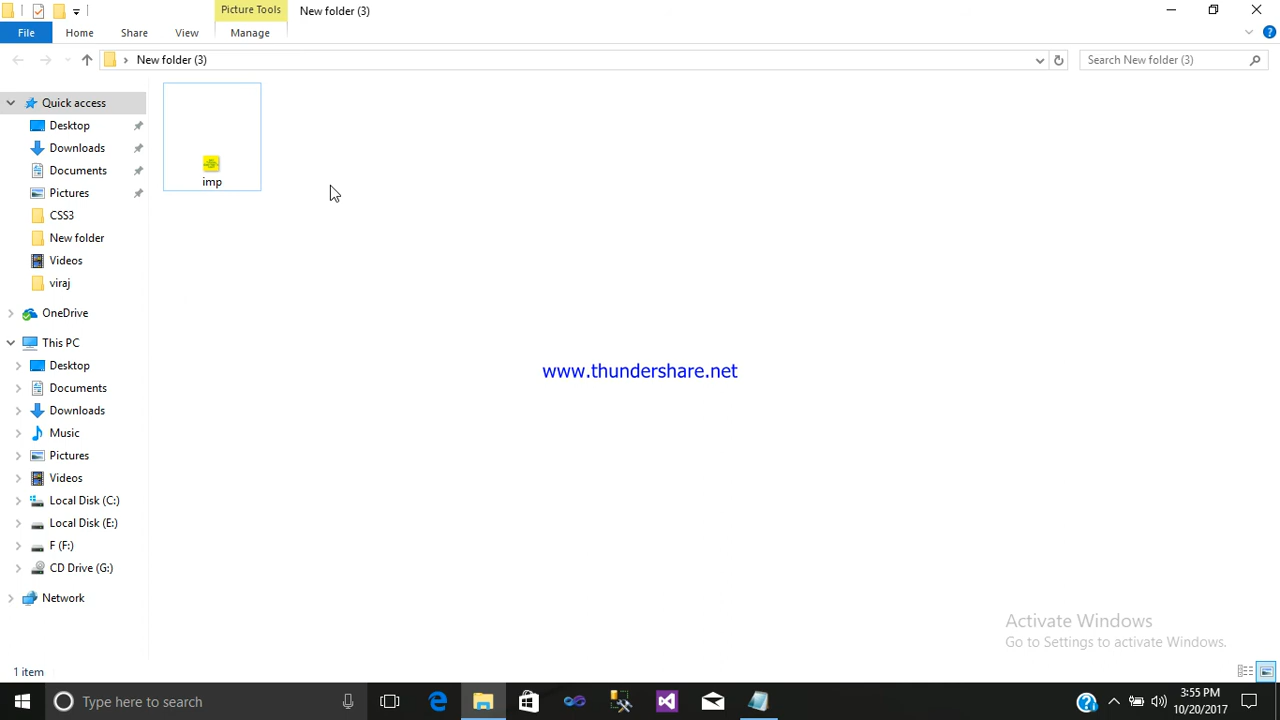 Picture Tools
New folder (3)
File
Home
Share
View
Manage
New folder (3)
Search New folder (3)
Quick access
Desktop
Downloads
Documents
Pictures
CSS3
New folder
Videos
viraj
OneDrive
This PC
Desktop
Documents
Downloads
Music
Pictures
Videos
Local Disk (C:)
Local Disk (E:)
F (F:)
CD Drive (G:)
Network
imp
www.thundershare.net
Activate Windows
Go to Settings to activate Windows.
1 item
Type here to search
3:55 PM
10/20/2017